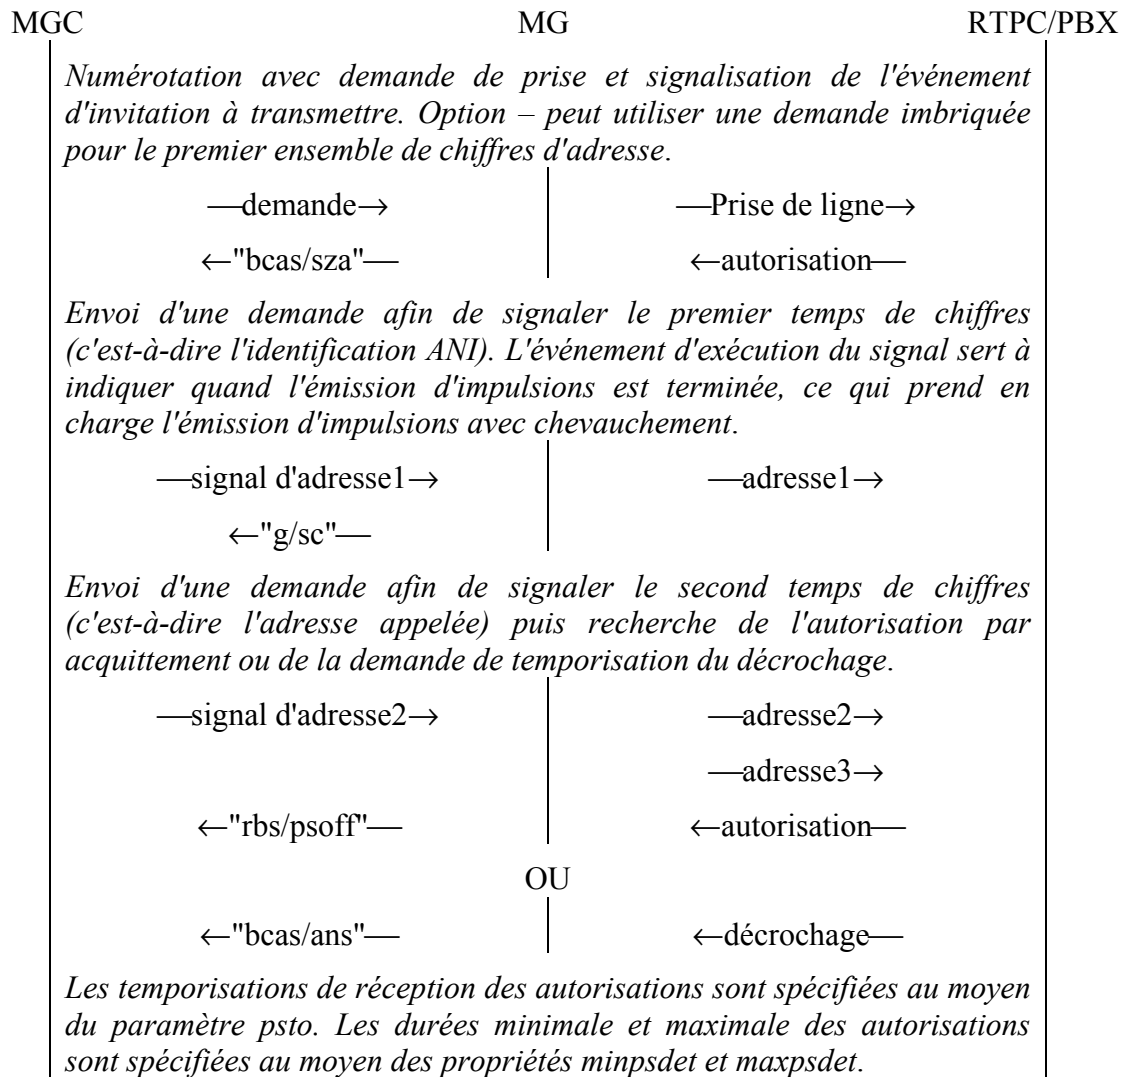 MGC MG RTPC/PBX
Numérotation avec demande de prise et signalisation de l'événement
d'invitation à transmettre. Option – peut utiliser une demande imbriquée
pour le premier ensemble de chiffres d'adresse.
—demande→ —Prise de ligne→
←"bcas/sza"— ←autorisation—
Envoi d'une demande afin de signaler le premier temps de chiffres
(c'est-à-dire l'identification ANI). L'événement d'exécution du signal sert à
indiquer quand l'émission d'impulsions est terminée, ce qui prend en
charge l'émission d'impulsions avec chevauchement.
—signal d'adresse1→ —adresse1→
←"g/sc"—
Envoi d'une demande afin de signaler le second temps de chiffres
(c'est-à-dire l'adresse appelée) puis recherche de l'autorisation par
acquittement ou de la demande de temporisation du décrochage.
—signal d'adresse2→ —adresse2→
—adresse3→
←"rbs/psoff"— ←autorisation—
OU
←"bcas/ans"— ←décrochage—
Les temporisations de réception des autorisations sont spécifiées au moyen
du paramètre psto. Les durées minimale et maximale des autorisations
sont spécifiées au moyen des propriétés minpsdet et maxpsdet.